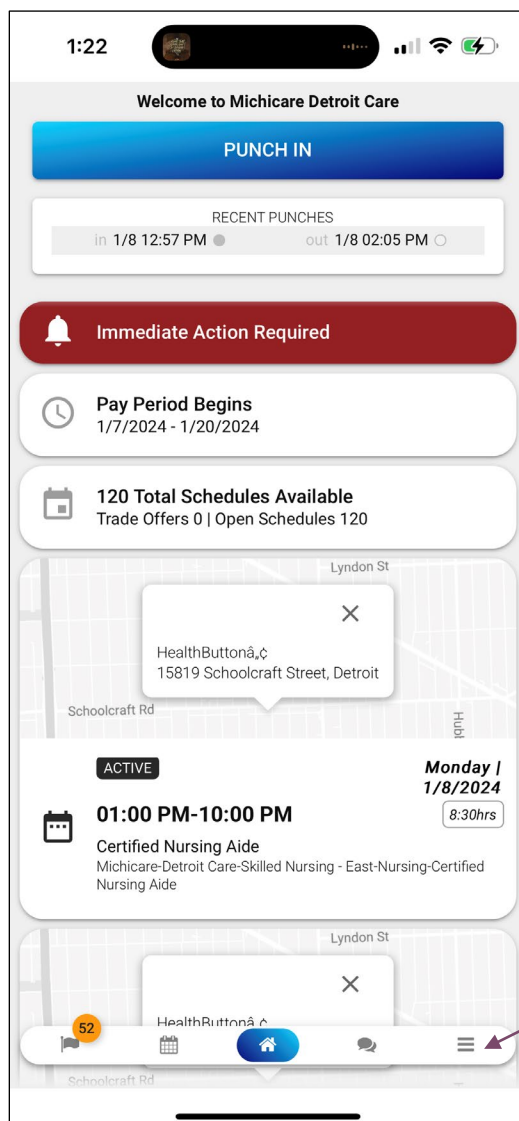 1:22
Welcome to Michicare Detroit Care
PUNCH IN
RECENT PUNCHES
in 1/8 12:57 PM out 1/8 02:05 PM
Immediate Action Required
Pay Period Begins
1/7/2024 - 1/20/2024
120 Total Schedules Available
Trade Offers 0 | Open Schedules 120
Lyndon St
HealthButtonâ„¢
15819 Schoolcraft Street, Detroit
Schoolcraft Rd
Hubb
ACTIVE
Monday |
1/8/2024
01:00 PM-10:00 PM
8:30hrs
Certified Nursing Aide
Michicare-Detroit Care-Skilled Nursing - East-Nursing-Certified
Nursing Aide
Lyndon St
HealthButtonâ„¢
52
Schoolcraft Rd